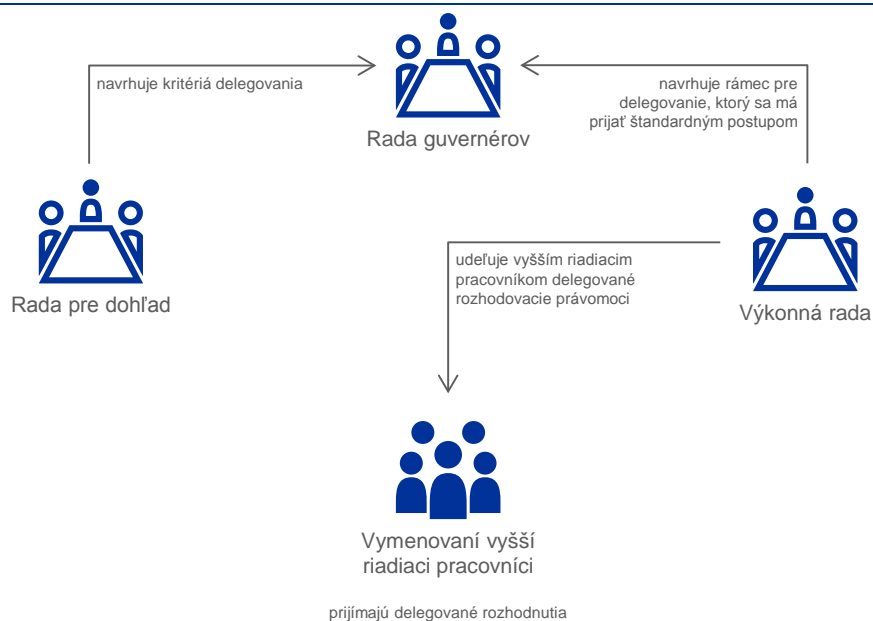 navrhuje kritériá delegovania
navrhuje rámec pre
delegovanie, ktorý sa má
prijať štandardným postupom
Rada guvernérov
Rada pre dohľad
udeľuje vyšším riadiacim
pracovníkom delegované
rozhodovacie právomoci
Výkonná rada
Vymenovaní vyšší
riadiaci pracovníci
prijímajú delegované rozhodnutia